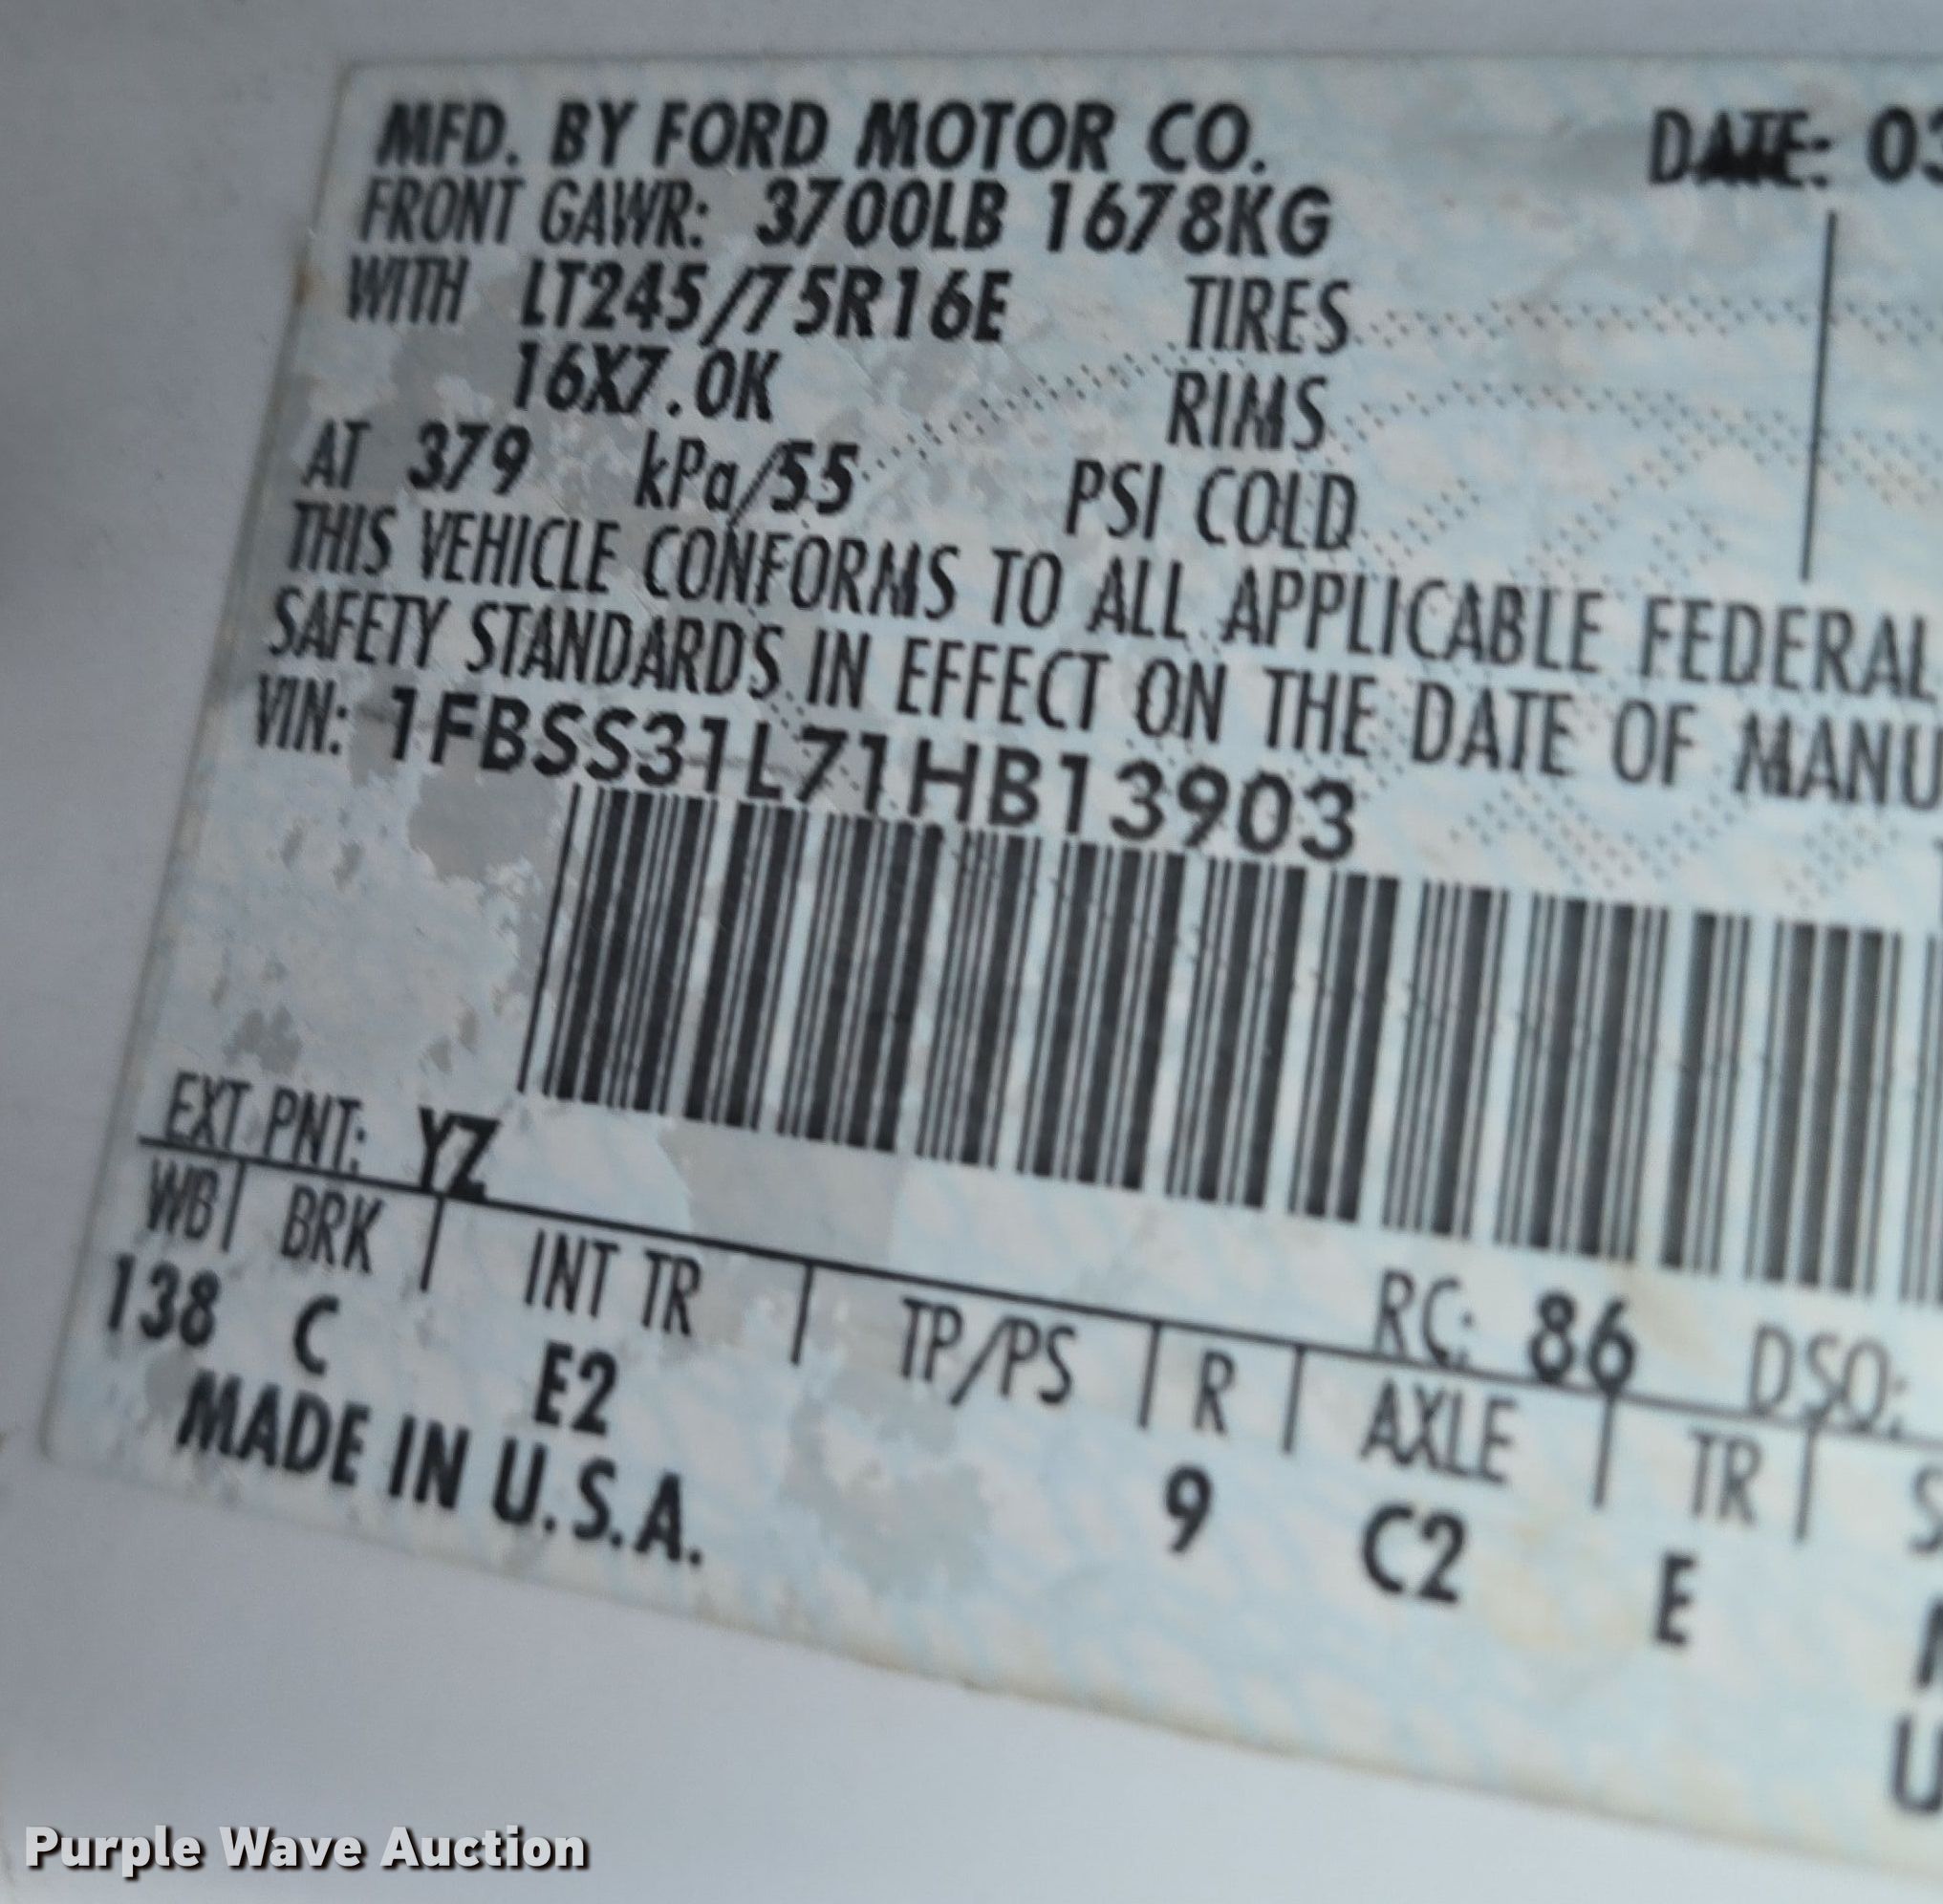 MFD. BY FORD MOTOR CO. DATE: 03
FRONT GAWR: 3700LB 1678KG
WITH LT245/75R16E TIRES
16X7.0K RIMS
AT 379 kPa/55 PSI COLD
THIS VEHICLE CONFORMS TO ALL APPLICABLE FEDERAL
SAFETY STANDARDS IN EFFECT ON THE DATE OF MANU
VIN: 1FBSS31L71HB13903
EXT PNT: YZ RC: 86 DSO:
WB BRK INT TR TP/PS R AXLE TR S
138 C E2 9 C2 E
MADE IN U.S.A.
Purple Wave Auction